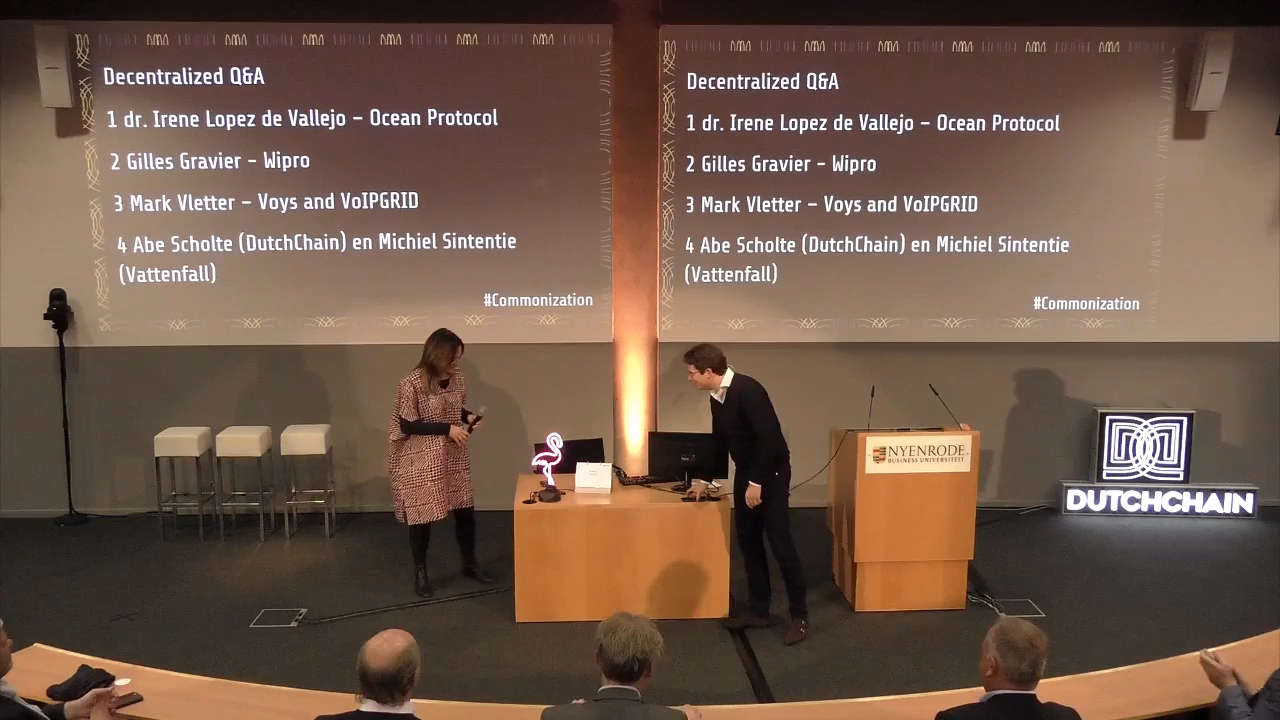 Decentralized Q&A
1 dr. Irene Lopez de Vallejo – Ocean Protocol
2 Gilles Gravier – Wipro
3 Mark Vletter – Voys and VoIPGRID
4 Abe Scholte (DutchChain) en Michiel Sintentie
(Vattenfall)
#Commonization
Decentralized Q&A
1 dr. Irene Lopez de Vallejo – Ocean Protocol
2 Gilles Gravier – Wipro
3 Mark Vletter – Voys and VoIPGRID
4 Abe Scholte (DutchChain) en Michiel Sintentie
(Vattenfall)
#Commonization
NYENRODE
BUSINESS UNIVERSITEIT
DUTCHCHAIN